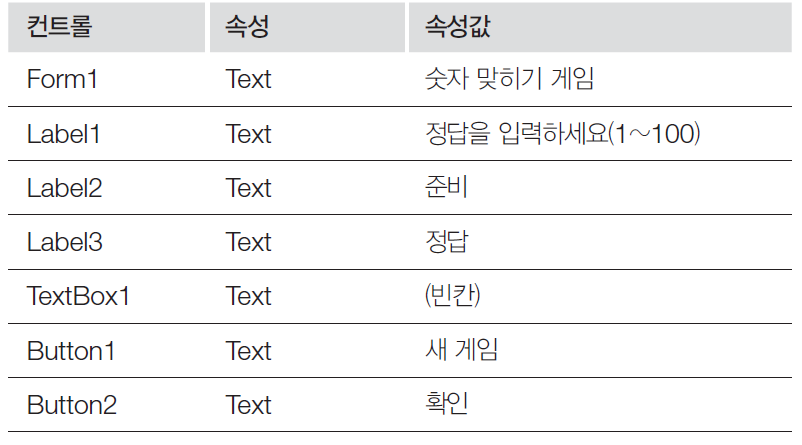 컨트롤 속성 속성값
Form1 Text 숫자 맞히기 게임
Label1 Text 정답을 입력하세요(1~100)
Label2 Text 준비
Label3 Text 정답
TextBox1 Text (빈칸)
Button1 Text 새 게임
Button2 Text 확인